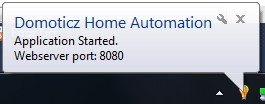 Domoticz Home Automation
Application Started.
Webserver port: 8080